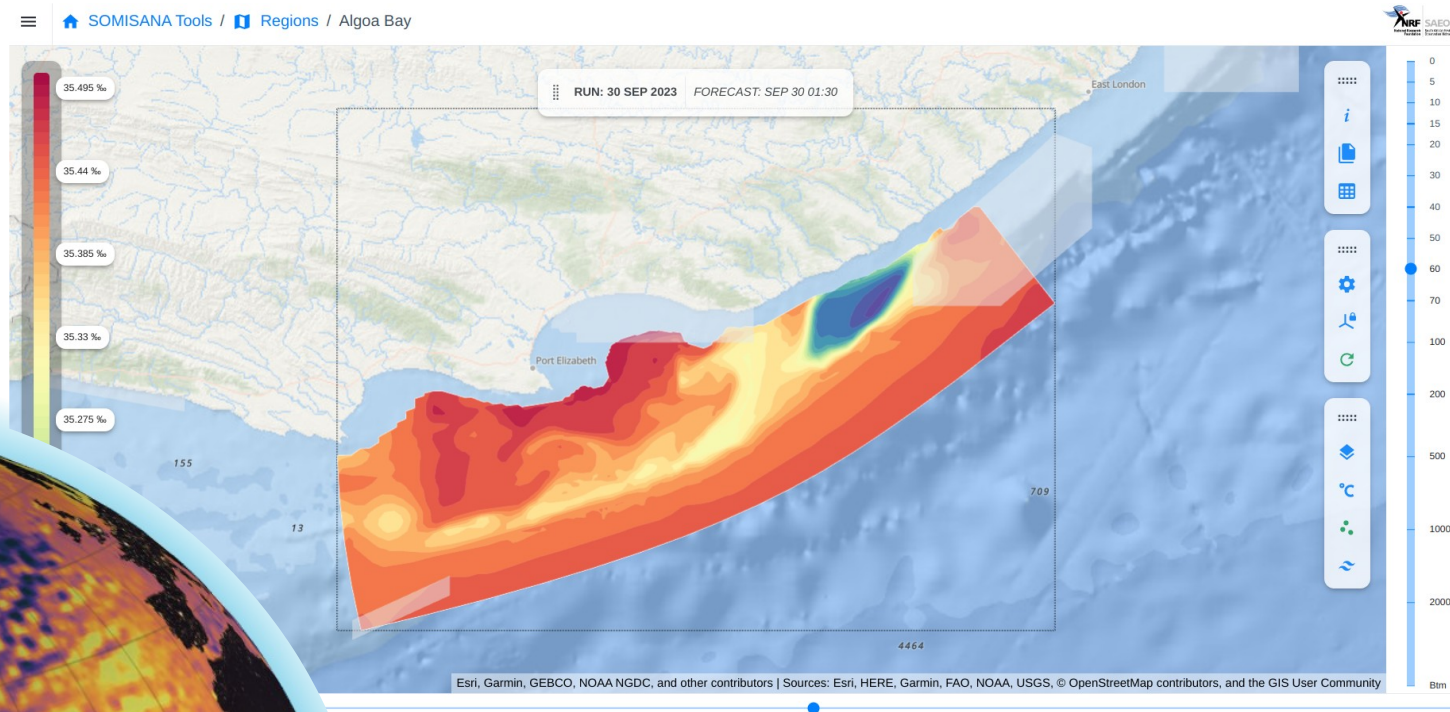 SOMISANA Tools / Regions / Algoa Bay
NRF
SAEO
35.495 ‰
35.44 ‰
35.385 ‰
35.33 ‰
35.275 ‰
RUN: 30 SEP 2023 FORECAST: SEP 30 01:30
East London
Port Elizabeth
155
13
709
4464
i
°C
0
5
10
15
20
30
40
50
60
70
100
200
500
1000
2000
Btm
Esri, Garmin, GEBCO, NOAA NGDC, and other contributors | Sources: Esri, HERE, Garmin, FAO, NOAA, USGS, © OpenStreetMap contributors, and the GIS User Community